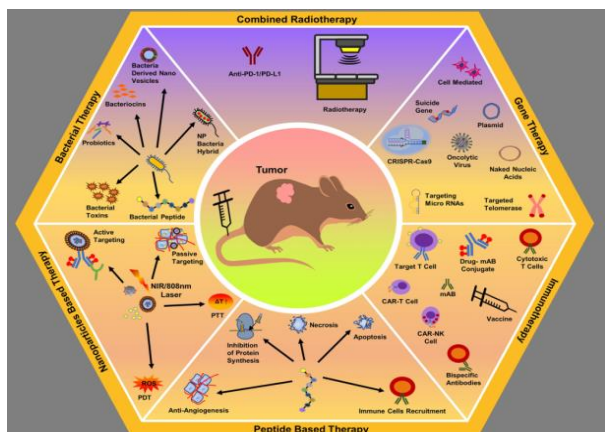 Combined Radiotherapy
Anti-PD-1/PD-L1
Radiotherapy
Gene Therapy
Cell Mediated
Suicide
Gene
Plasmid
CRISPR-Cas9
Oncolytic
Virus
Naked Nucleic
Acids
Targeting
Micro RNAs
Targeted
Telomerase
Bacterial Therapy
Bacteria
Derived Nano
Vesicles
Bacteriocins
Probiotics
NP
Bacteria
Hybrid
Bacterial
Toxins
Bacterial Peptide
Tumor
Nanoparticles Based Therapy
Active
Targeting
Passive
Targeting
NIR/808nm
Laser
ΔT↑
PTT
ROS
PDT
Immunotherapy
Target T Cell
Drug- mAB
Conjugate
Cytotoxic
T Cells
CAR-T Cell
mAB
Vaccine
CAR-NK
Cell
Bispecific
Antibodies
Inhibition
of Protein
Synthesis
Necrosis
Apoptosis
Anti-Angiogenesis
Immune Cells Recruitment
Peptide Based Therapy